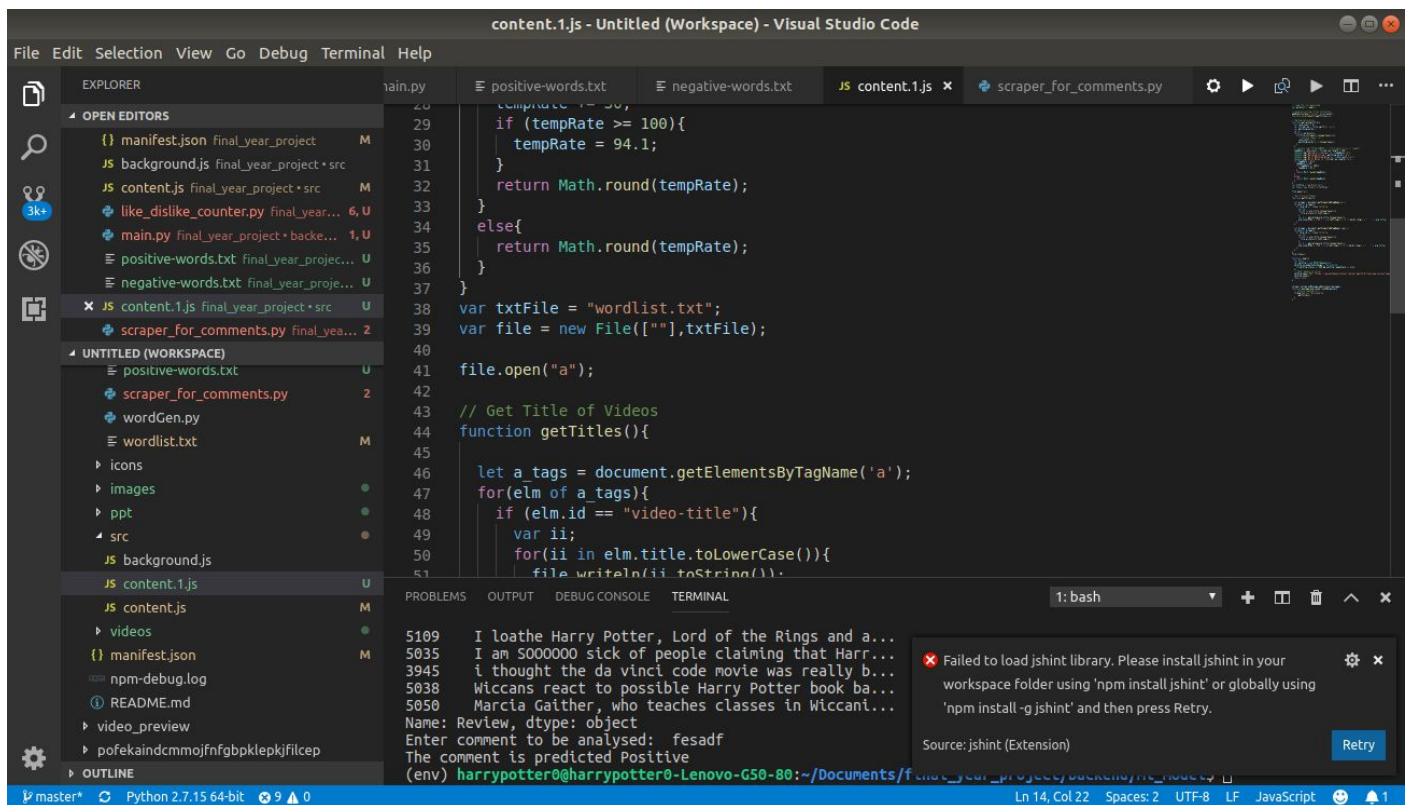 content.1.js - Untitled (Workspace) - Visual Studio Code
File Edit Selection View Go Debug Terminal Help
EXPLORER
OPEN EDITORS
{} manifest.json final_year_project M
JS background.js final_year_project • src
JS content.js final_year_project • src M
like_dislike_counter.py final_year... 6, U
main.py final_year_project • backe... 1, U
positive-words.txt final_year_projec... U
negative-words.txt final_year_proje... U
JS content.1.js final_year_project • src U
scraper_for_comments.py final_yea... 2
UNTITLED (WORKSPACE)
positive-words.txt U
scraper_for_comments.py 2
wordGen.py
wordlist.txt M
icons
images
ppt
src
JS background.js
JS content.1.js U
JS content.js M
videos
{} manifest.json M
npm-debug.log
README.md
video_preview
pofekaindcmmojfnfgbpklepkjfilcep
OUTLINE
3k+
ain.py positive-words.txt negative-words.txt JS content.1.js scraper_for_comments.py
28 tempRate += 50;
29 if (tempRate >= 100){
30 tempRate = 94.1;
31 }
32 return Math.round(tempRate);
33 }
34 else{
35 return Math.round(tempRate);
36 }
37 }
38 var txtFile = "wordlist.txt";
39 var file = new File([""],txtFile);
40
41 file.open("a");
42
43 // Get Title of Videos
44 function getTitles(){
45
46 let a_tags = document.getElementsByTagName('a');
47 for(elm of a_tags){
48 if (elm.id == "video-title"){
49 var ii;
50 for(ii in elm.title.toLowerCase()){
51 file.writeln(ii.toString());
PROBLEMS OUTPUT DEBUG CONSOLE TERMINAL 1: bash
5109 I loathe Harry Potter, Lord of the Rings and a...
5035 I am SOOOOOO sick of people claiming that Harr...
3945 i thought the da vinci code movie was really b...
5038 Wiccans react to possible Harry Potter book ba...
5050 Marcia Gaither, who teaches classes in Wiccani...
Name: Review, dtype: object
Enter comment to be analysed: fesadf
The comment is predicted Positive
(env) harrypotter0@harrypotter0-Lenovo-G50-80:~/Documents/final_year_project/backend/ML_Model$
Failed to load jshint library. Please install jshint in your
workspace folder using 'npm install jshint' or globally using
'npm install -g jshint' and then press Retry.
Source: jshint (Extension) Retry
master* Python 2.7.15 64-bit 9 0 Ln 14, Col 22 Spaces: 2 UTF-8 LF JavaScript 1